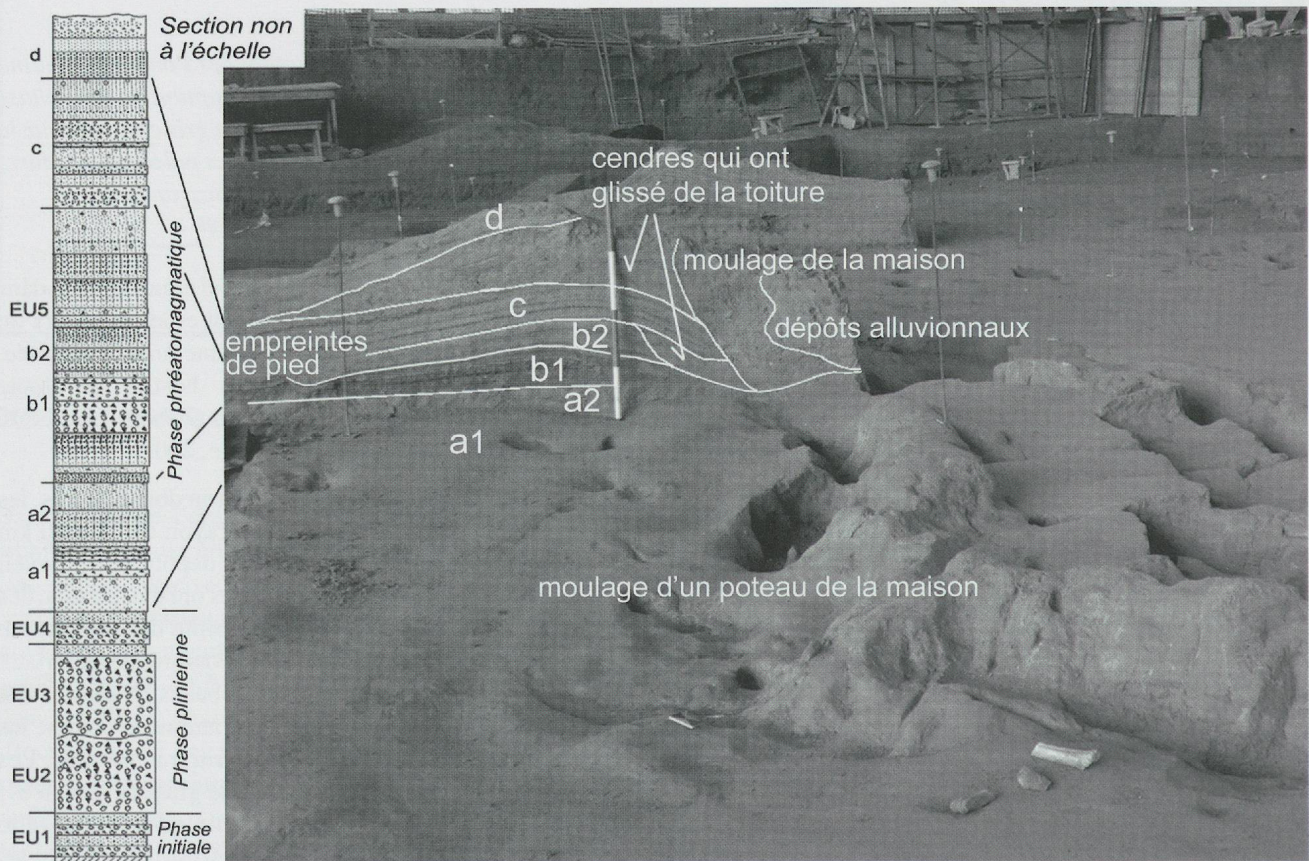 Section non
à l'échelle
d
c
Phase phréatomagmatique
EU5
b2
b1
a2
a1
EU4
EU3
Phase plinienne
EU2
EU1
Phase
initiale
cendres qui ont
glissé de la toiture
d
moulage de la maison
c
dépôts alluvionnaux
b2
empreintes
de pied
b1
a2
a1
moulage d'un poteau de la maison